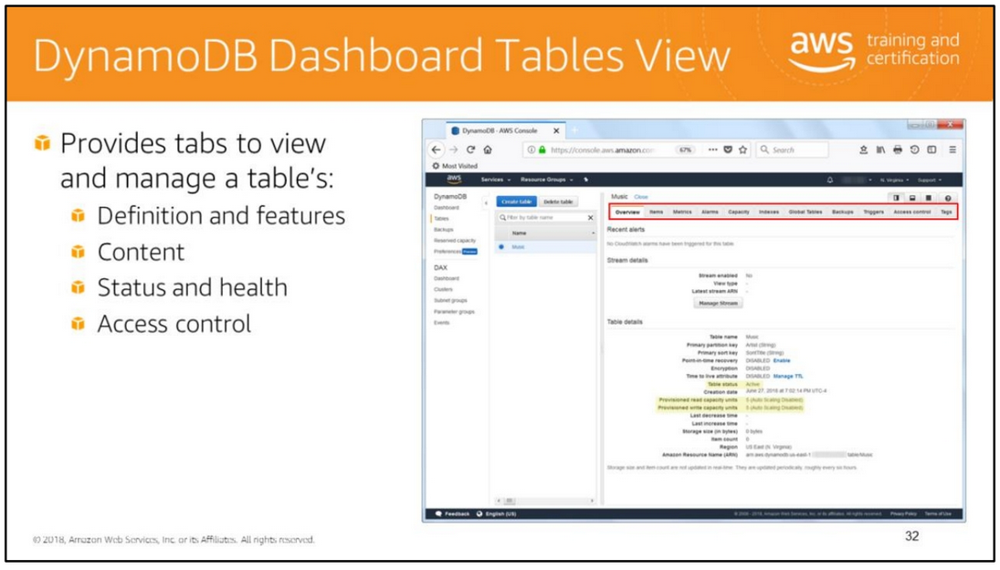 DynamoDB Dashboard Tables View
aws training and
certification
Provides tabs to view
and manage a table's:
Definition and features
Content
Status and health
Access control
DynamoDB - AWS Console
https://console.aws.amazon.com
67%
Search
Most Visited
aws Services Resource Groups
N. Virginia Support
DynamoDB
Dashboard
Tables
Backups
Reserved capacity
Preferences
DAX
Dashboard
Clusters
Subnet groups
Parameter groups
Events
Create table Delete table
Filter by table name
Name
Music
Music Close
Overview Items Metrics Alarms Capacity Indexes Global Tables Backups Triggers Access control Tags
Recent alerts
No CloudWatch alarms have been triggered for this table.
Stream details
Stream enabled No
View type -
Latest stream ARN -
Manage Stream
Table details
Table name Music
Primary partition key Artist (String)
Primary sort key SongTitle (String)
Point-in-time recovery DISABLED Enable
Encryption DISABLED
Time to live attribute DISABLED Manage TTL
Table status Active
Creation date June 27, 2018 at 7:02:14 PM UTC-4
Provisioned read capacity units 5 (Auto Scaling Disabled)
Provisioned write capacity units 5 (Auto Scaling Disabled)
Last decrease time -
Last increase time -
Storage size (in bytes) 0 bytes
Item count 0
Region US East (N. Virginia)
Amazon Resource Name (ARN) arn:aws:dynamodb:us-east-1 table/Music
Storage size and item count are not updated in real-time. They are updated periodically, roughly every six hours.
Feedback English (US)
© 2008 - 2018, Amazon Web Services, Inc. or its affiliates. All rights reserved. Privacy Policy Terms of Use
© 2018, Amazon Web Services, Inc. or its Affiliates. All rights reserved.
32